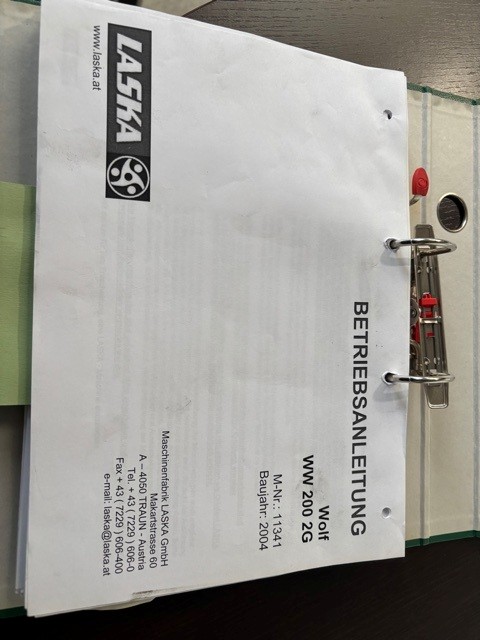 BETRIEBSANLEITUNG
Wolf
WW 200 2G
M-Nr.: 11341
Baujahr: 2004
Maschinenfabrik LASKA GmbH
Makartstrasse 60
A – 4050 TRAUN - Austria
Tel. + 43 ( 7229 ) 606-0
Fax + 43 ( 7229 ) 606-400
e-mail: laska@laska.at
LASKA
www.laska.at